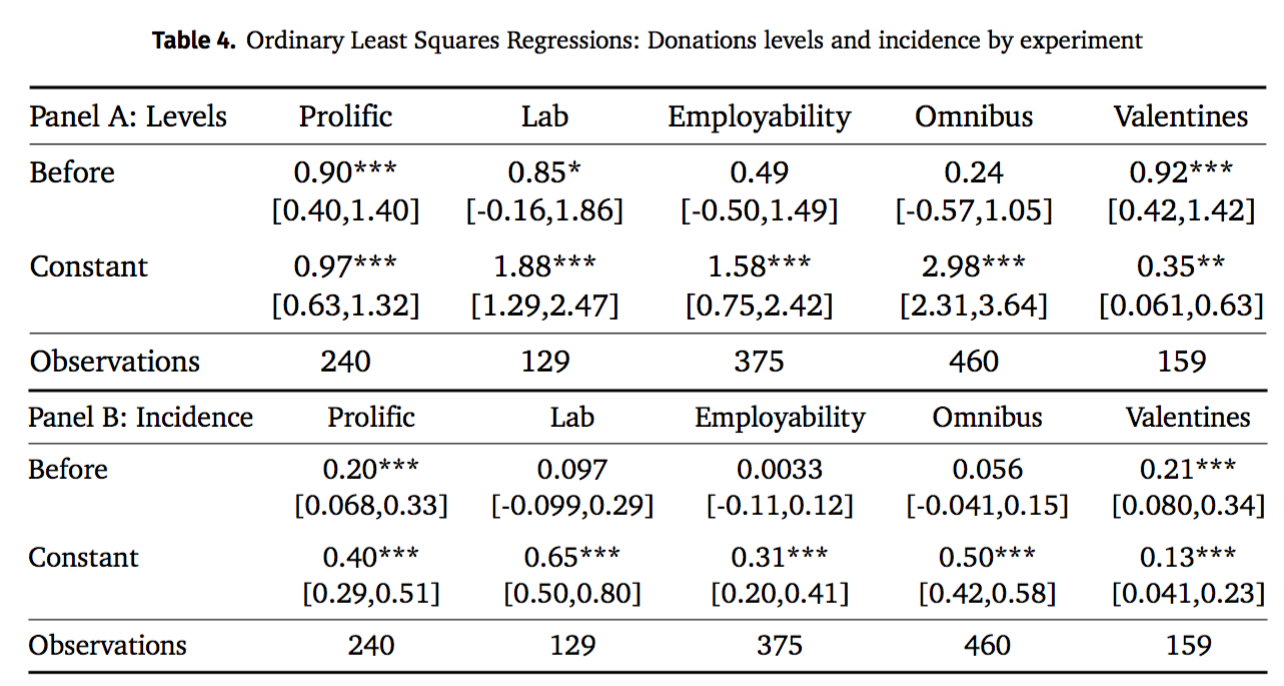 Table 4. Ordinary Least Squares Regressions: Donations levels and incidence by experiment
Panel A: Levels Prolific Lab Employability Omnibus Valentines
Before 0.90*** 0.85* 0.49 0.24 0.92***
[0.40,1.40] [-0.16,1.86] [-0.50,1.49] [-0.57,1.05] [0.42,1.42]
Constant 0.97*** 1.88*** 1.58*** 2.98*** 0.35**
[0.63,1.32] [1.29,2.47] [0.75,2.42] [2.31,3.64] [0.061,0.63]
Observations 240 129 375 460 159
Panel B: Incidence Prolific Lab Employability Omnibus Valentines
Before 0.20*** 0.097 0.0033 0.056 0.21***
[0.068,0.33] [-0.099,0.29] [-0.11,0.12] [-0.041,0.15] [0.080,0.34]
Constant 0.40*** 0.65*** 0.31*** 0.50*** 0.13***
[0.29,0.51] [0.50,0.80] [0.20,0.41] [0.42,0.58] [0.041,0.23]
Observations 240 129 375 460 159